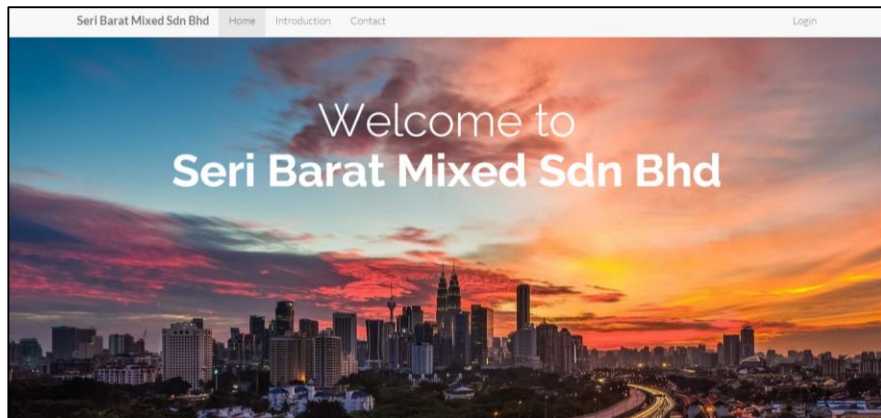 Seri Barat Mixed Sdn Bhd Home Introduction Contact Login
Welcome to
Seri Barat Mixed Sdn Bhd